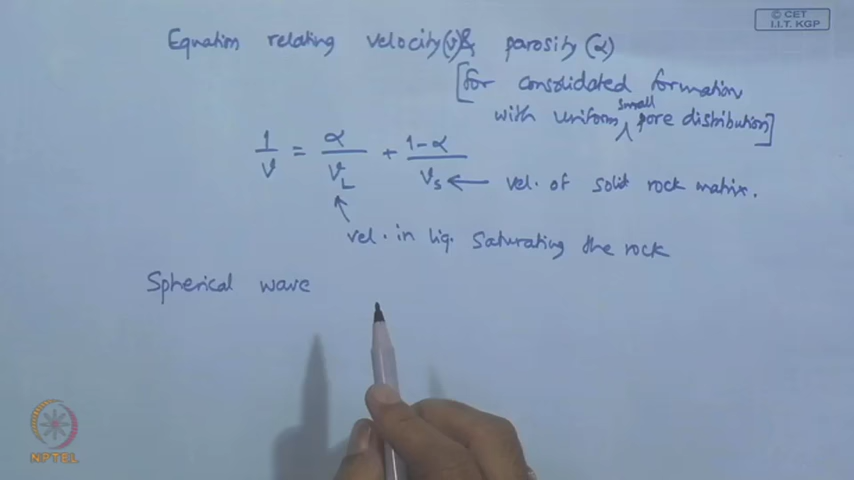 © CET
I.I.T. KGP
Equation relating velocity (v) & porosity (α)
[for consolidated formation
with uniform small pore distribution]
1/v = α/V_L + (1-α)/V_S ← vel. of solid rock matrix.
vel. in liq. saturating the rock
Spherical wave
NPTEL